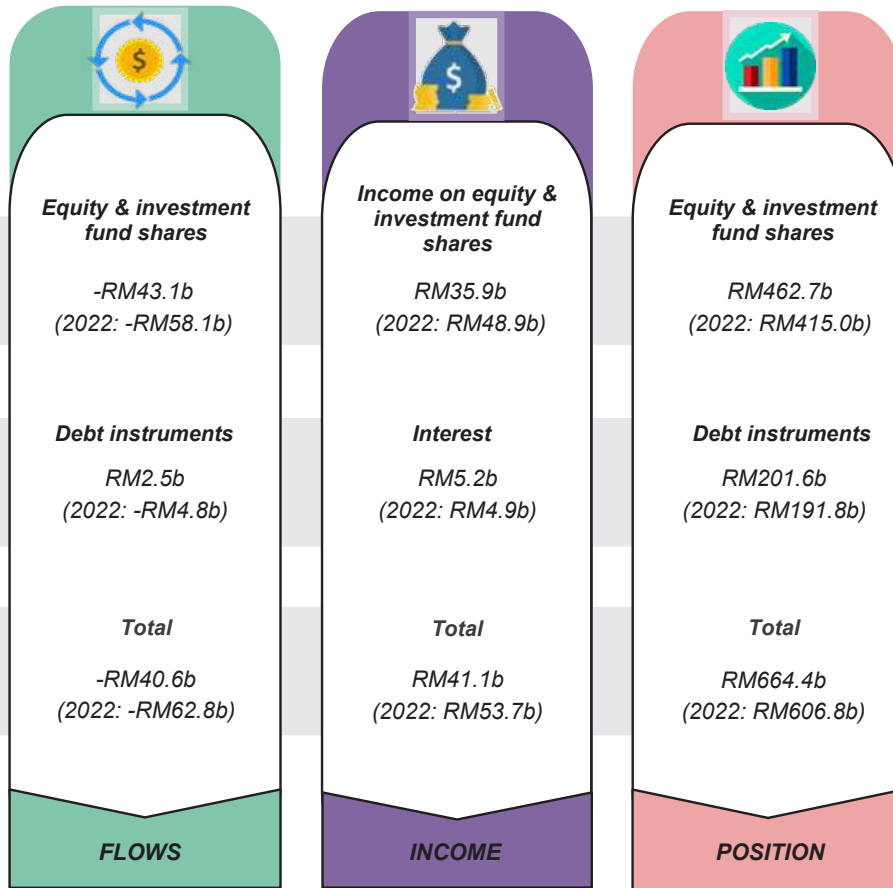 $
Equity & investment
fund shares
-RM43.1b
(2022: -RM58.1b)
Debt instruments
RM2.5b
(2022: -RM4.8b)
Total
-RM40.6b
(2022: -RM62.8b)
FLOWS
$
Income on equity &
investment fund
shares
RM35.9b
(2022: RM48.9b)
Interest
RM5.2b
(2022: RM4.9b)
Total
RM41.1b
(2022: RM53.7b)
INCOME
Equity & investment
fund shares
RM462.7b
(2022: RM415.0b)
Debt instruments
RM201.6b
(2022: RM191.8b)
Total
RM664.4b
(2022: RM606.8b)
POSITION